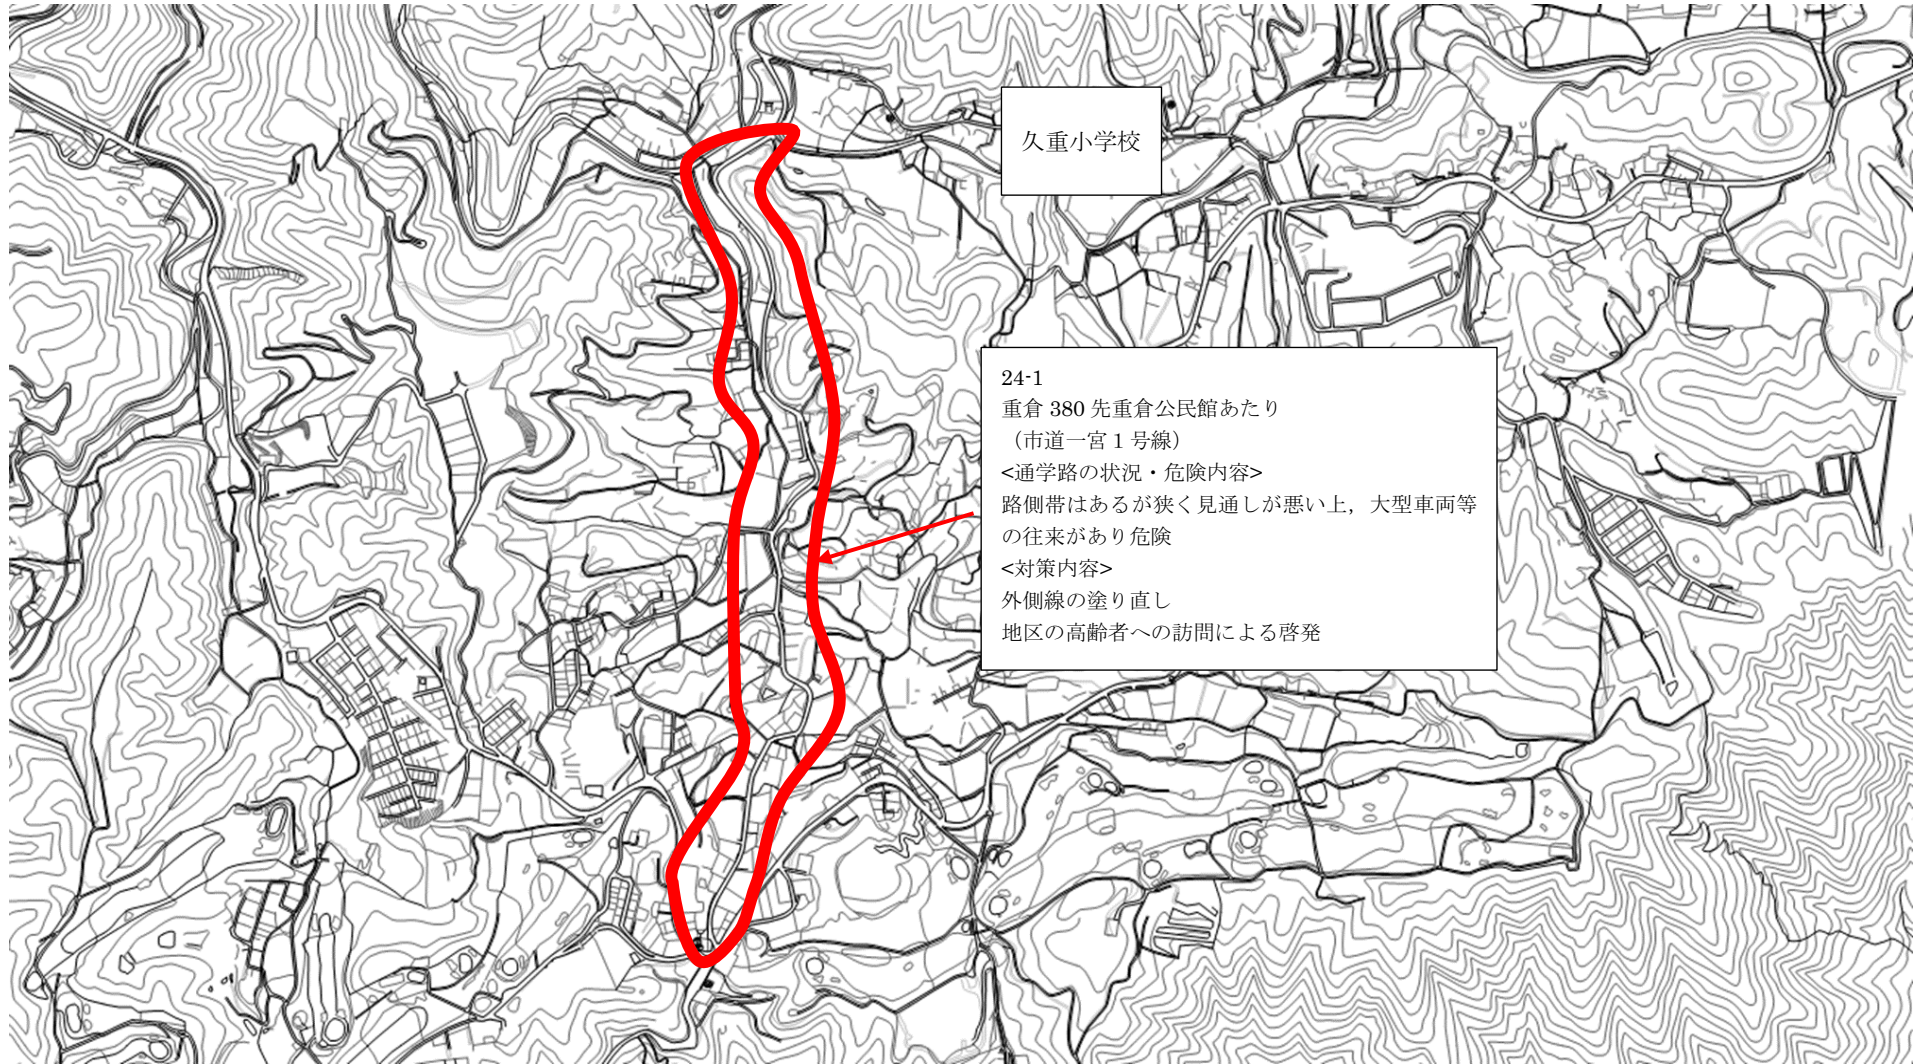 久重小学校
24-1
重倉 380 先重倉公民館あたり
（市道一宮 1 号線）
<通学路の状況・危険内容>
路側帯はあるが狭く見通しが悪い上，大型車両等
の往来があり危険
<対策内容>
外側線の塗り直し
地区の高齢者への訪問による啓発